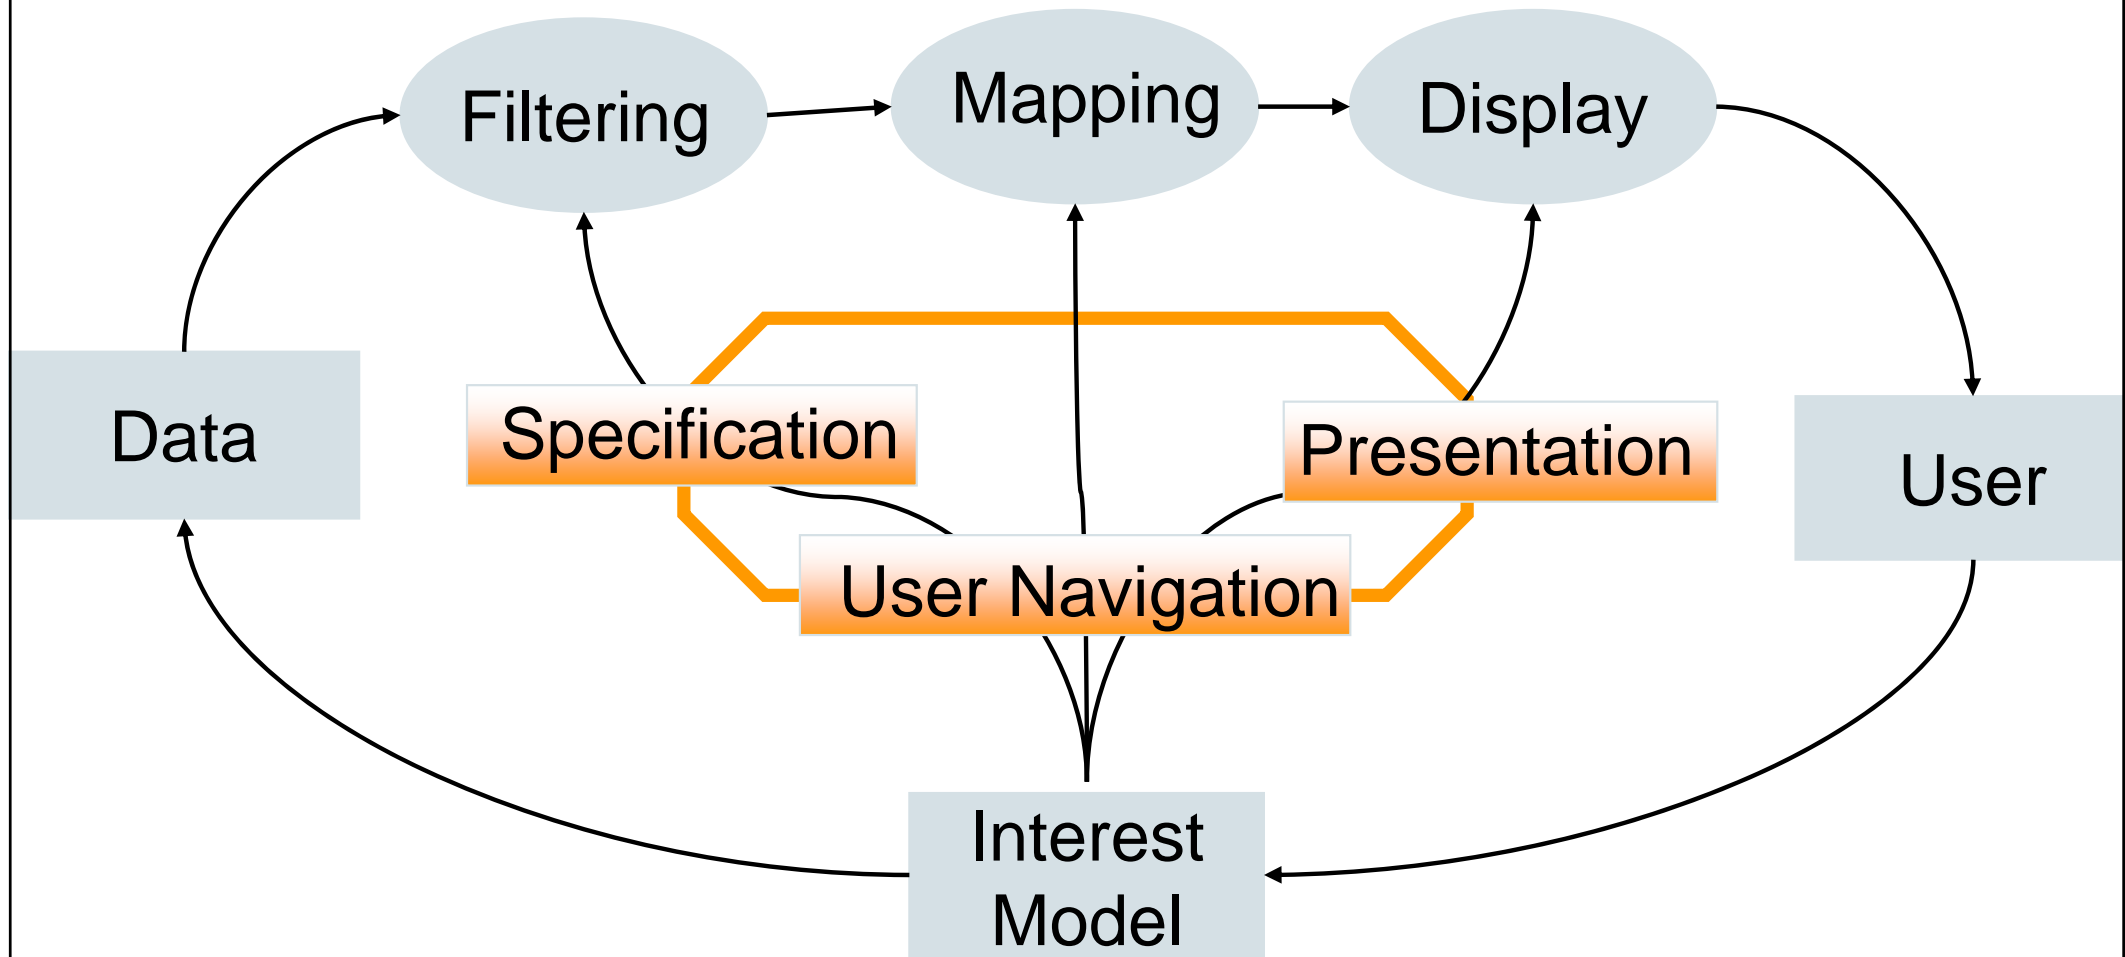 Filtering
Mapping
Display
Data
Specification
Presentation
User
User Navigation
Interest
Model